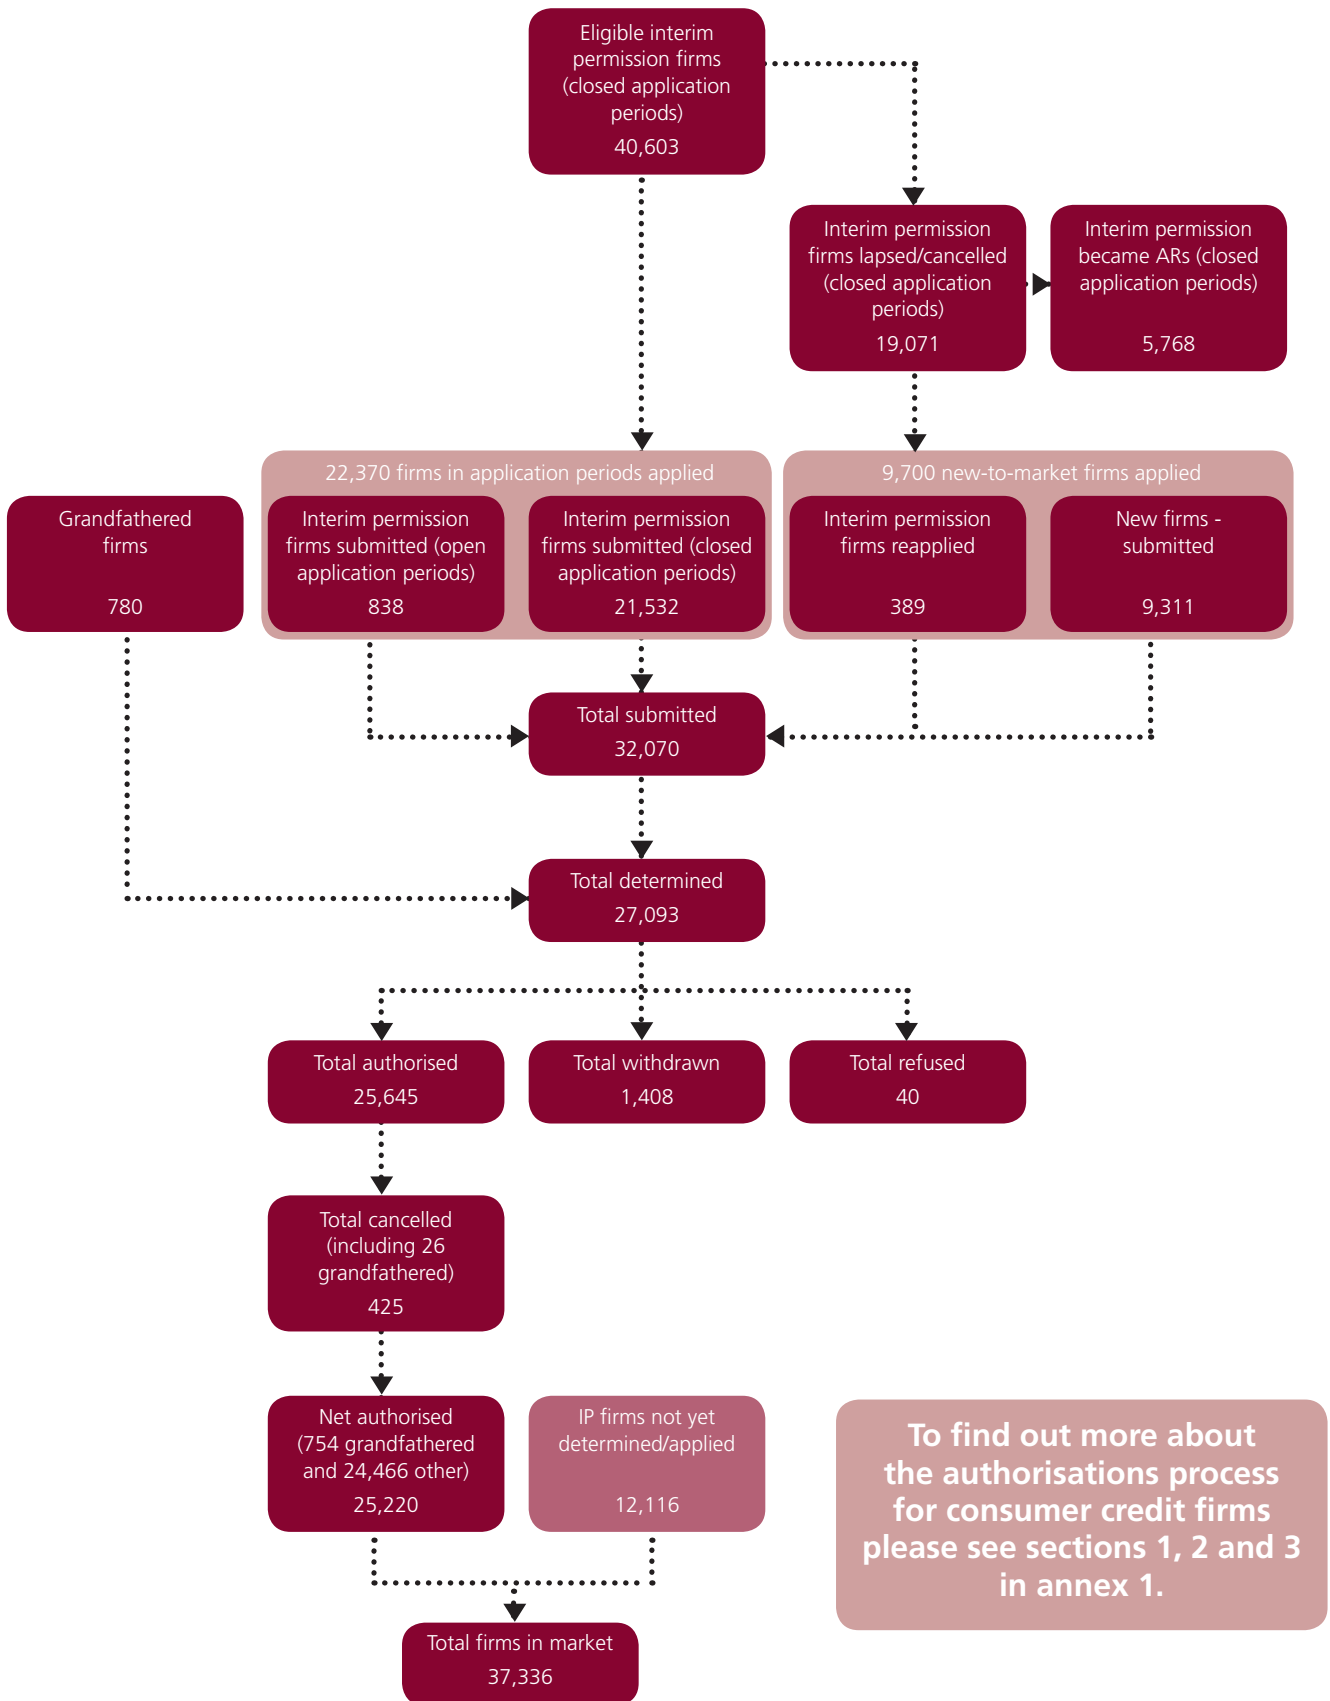 Eligible interim
permission firms
(closed application
periods)
40,603
Interim permission
firms lapsed/cancelled
(closed application
periods)
19,071
Interim permission
became ARs (closed
application periods)
5,768
22,370 firms in application periods applied
9,700 new-to-market firms applied
Grandfathered
firms
780
Interim permission
firms submitted (open
application periods)
838
Interim permission
firms submitted (closed
application periods)
21,532
Interim permission
firms reapplied
389
New firms -
submitted
9,311
Total submitted
32,070
Total determined
27,093
Total authorised
25,645
Total withdrawn
1,408
Total refused
40
Total cancelled
(including 26
grandfathered)
425
Net authorised
(754 grandfathered
and 24,466 other)
25,220
IP firms not yet
determined/applied
12,116
To find out more about
the authorisations process
for consumer credit firms
please see sections 1, 2 and 3
in annex 1.
Total firms in market
37,336